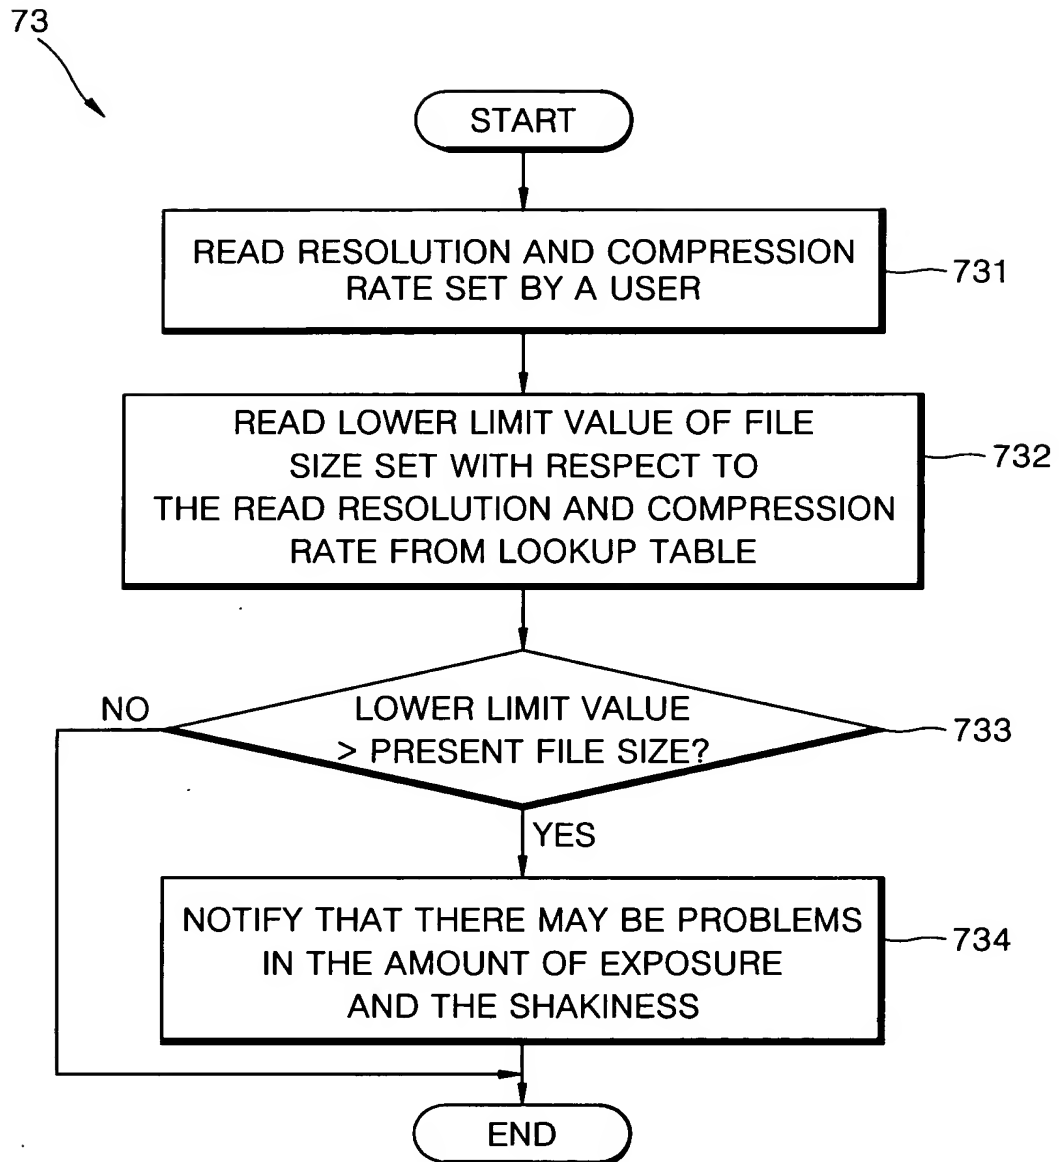 73
START
READ RESOLUTION AND COMPRESSION
RATE SET BY A USER
731
READ LOWER LIMIT VALUE OF FILE
SIZE SET WITH RESPECT TO
THE READ RESOLUTION AND COMPRESSION
RATE FROM LOOKUP TABLE
732
NO
LOWER LIMIT VALUE
> PRESENT FILE SIZE?
733
YES
NOTIFY THAT THERE MAY BE PROBLEMS
IN THE AMOUNT OF EXPOSURE
AND THE SHAKINESS
734
END